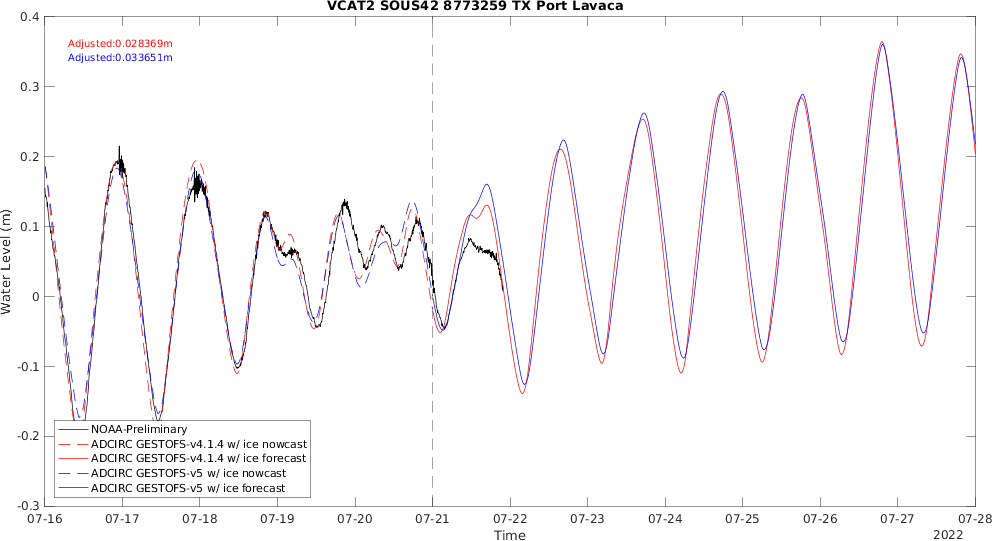 VCAT2 SOUS42 8773259 TX Port Lavaca
Adjusted:0.028369m
Adjusted:0.033651m
0.4
0.3
0.2
0.1
0
-0.1
-0.2
-0.3
Water Level (m)
NOAA-Preliminary
ADCIRC GESTOFS-v4.1.4 w/ ice nowcast
ADCIRC GESTOFS-v4.1.4 w/ ice forecast
ADCIRC GESTOFS-v5 w/ ice nowcast
ADCIRC GESTOFS-v5 w/ ice forecast
07-16 07-17 07-18 07-19 07-20 07-21 07-22 07-23 07-24 07-25 07-26 07-27 07-28
Time
2022